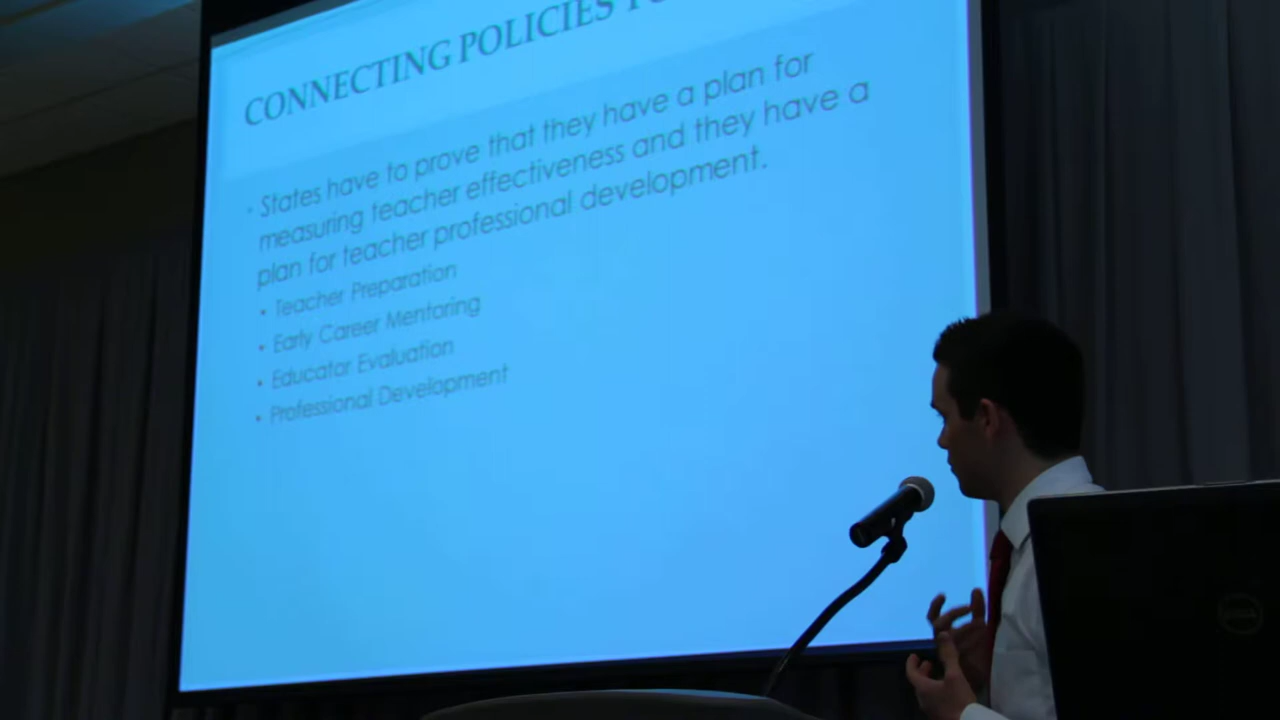 CONNECTING POLICIES
· States have to prove that they have a plan for
measuring teacher effectiveness and they have a
plan for teacher professional development.
• Teacher Preparation
• Early Career Mentoring
• Educator Evaluation
• Professional Development
DELL